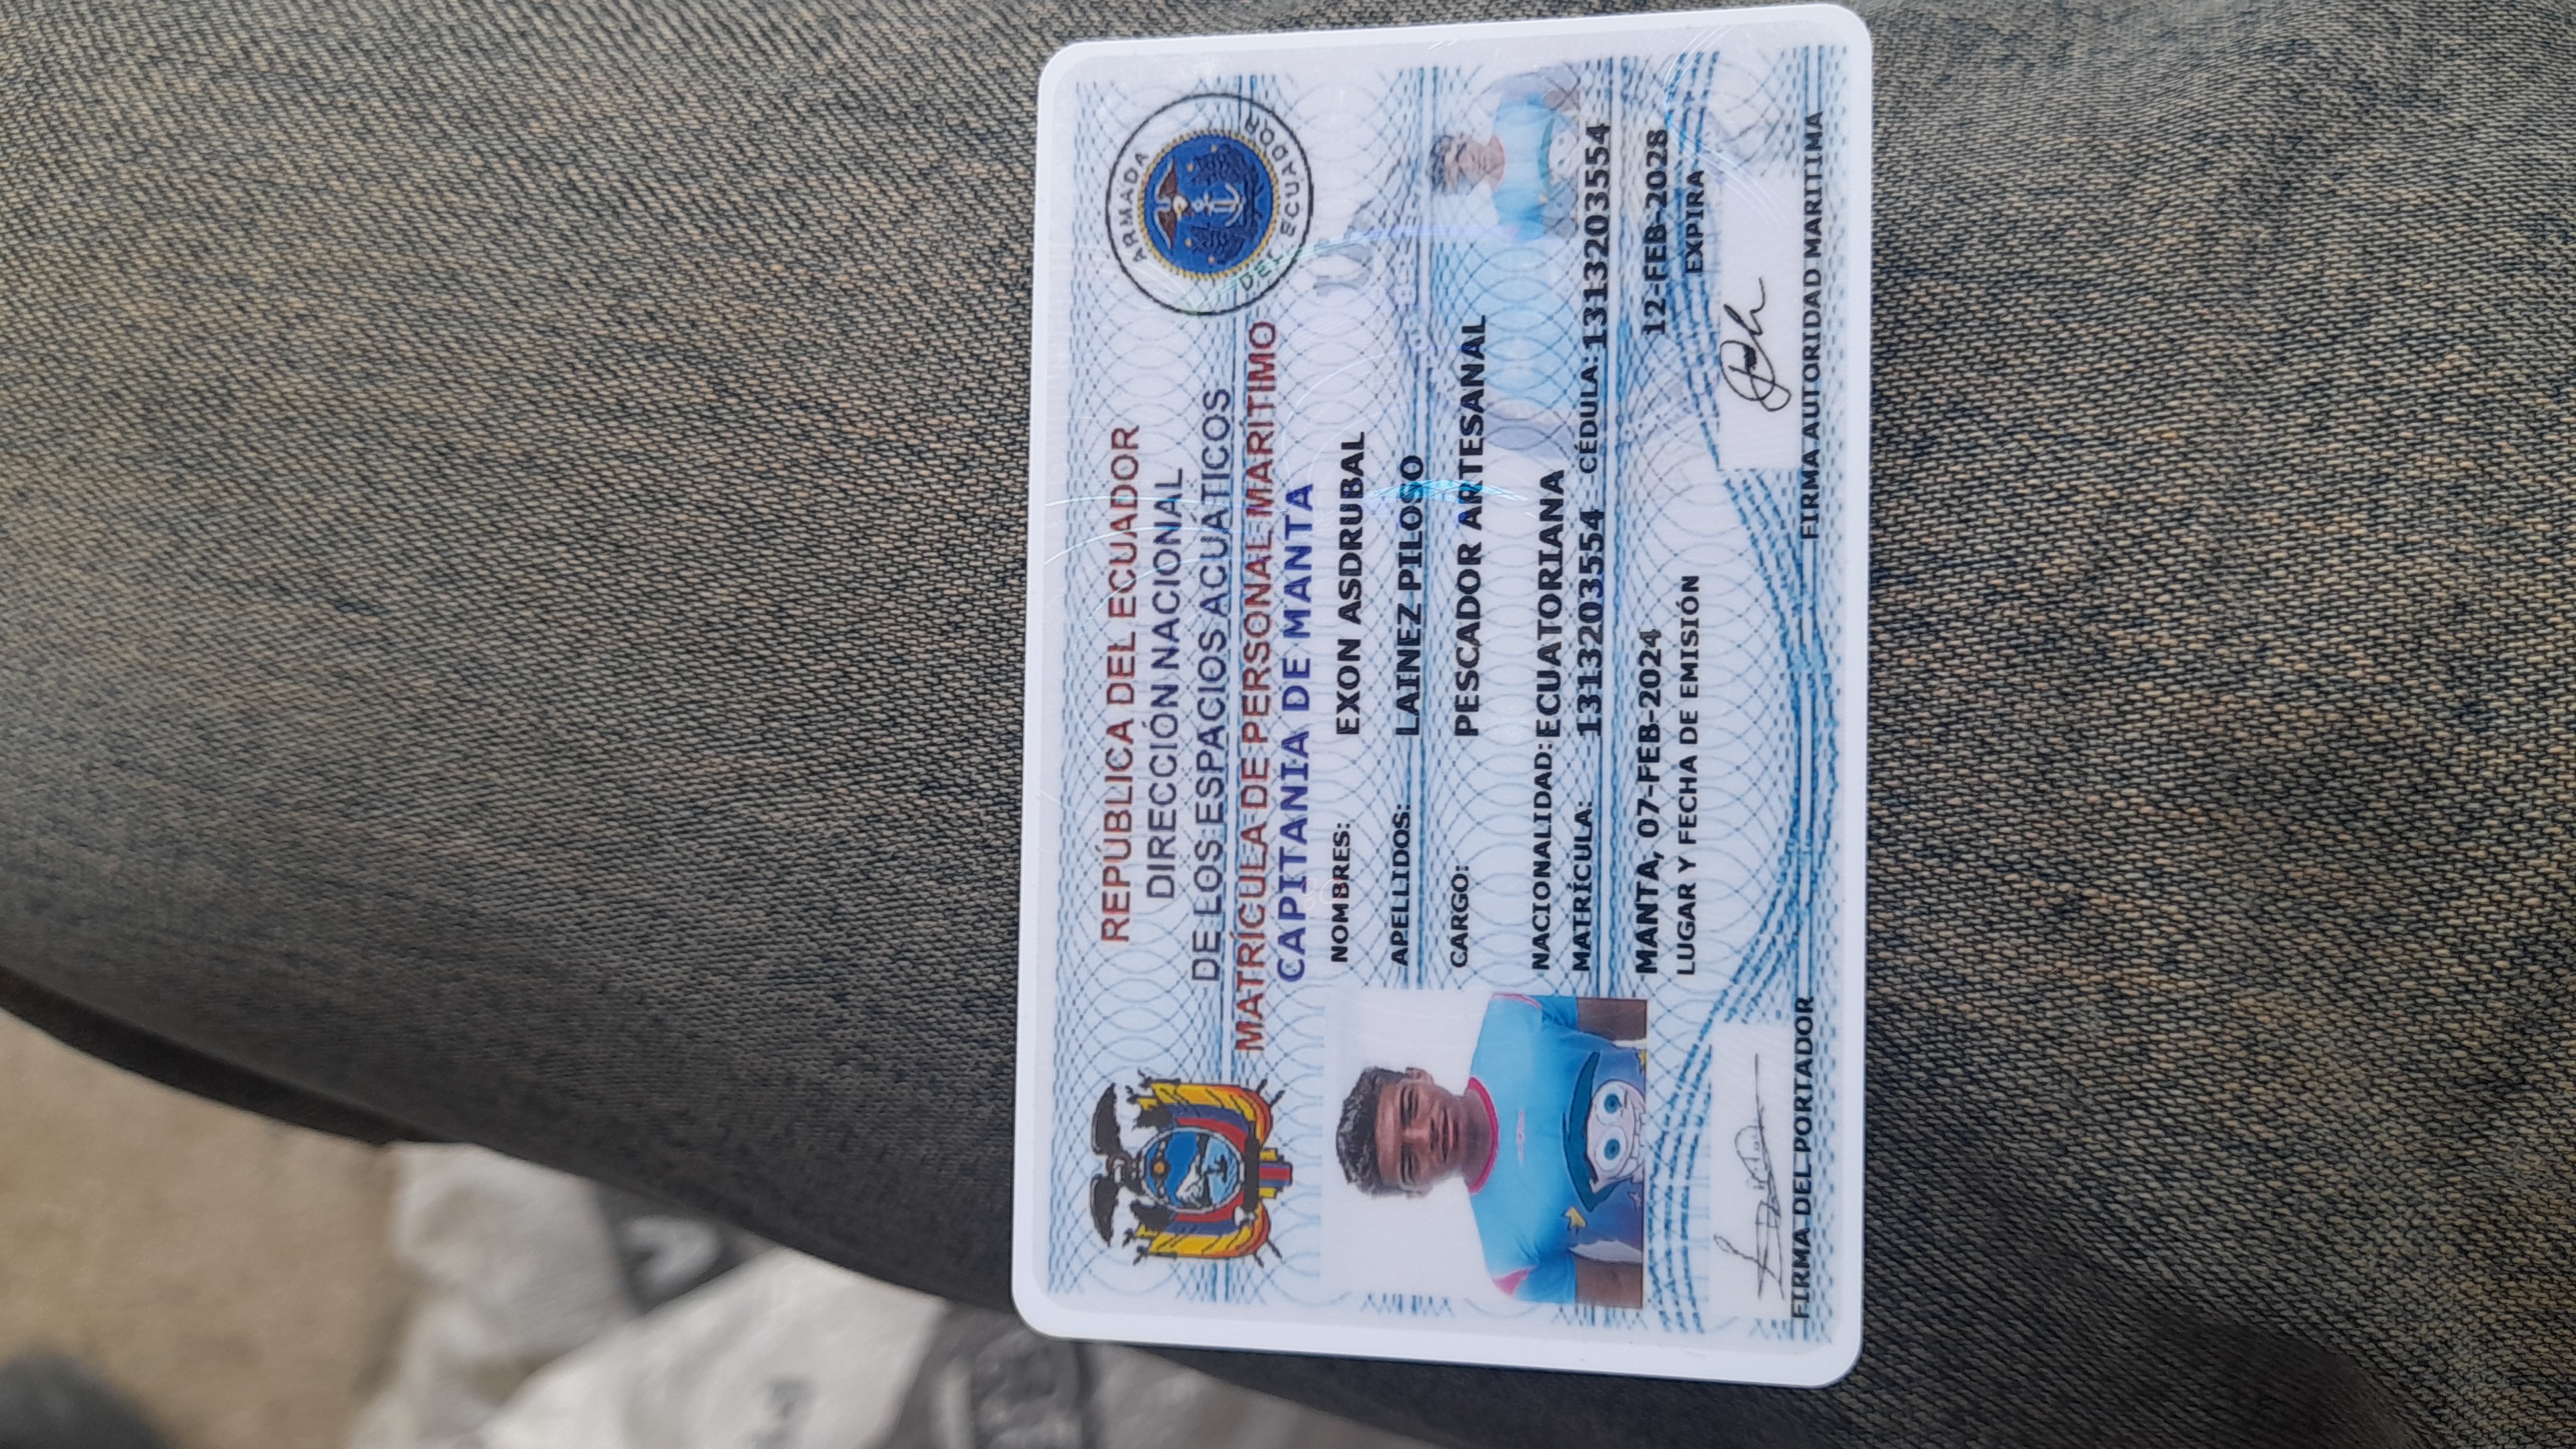 REPÚBLICA DEL ECUADOR
DIRECCIÓN NACIONAL
DE LOS ESPACIOS ACUÁTICOS
MATRÍCULA DE PERSONAL MARÍTIMO
CAPITANIA DE MANTA
ARMADA DEL ECUADOR
NOMBRES: EXON ASDRUBAL
APELLIDOS: LAINEZ PILOSO
CARGO: PESCADOR ARTESANAL
NACIONALIDAD: ECUATORIANA
MATRÍCULA: 1313203554 CÉDULA: 1313203554
MANTA, 07-FEB-2024 12-FEB-2028
LUGAR Y FECHA DE EMISIÓN EXPIRA
FIRMA DEL PORTADOR FIRMA AUTORIDAD MARITIMA